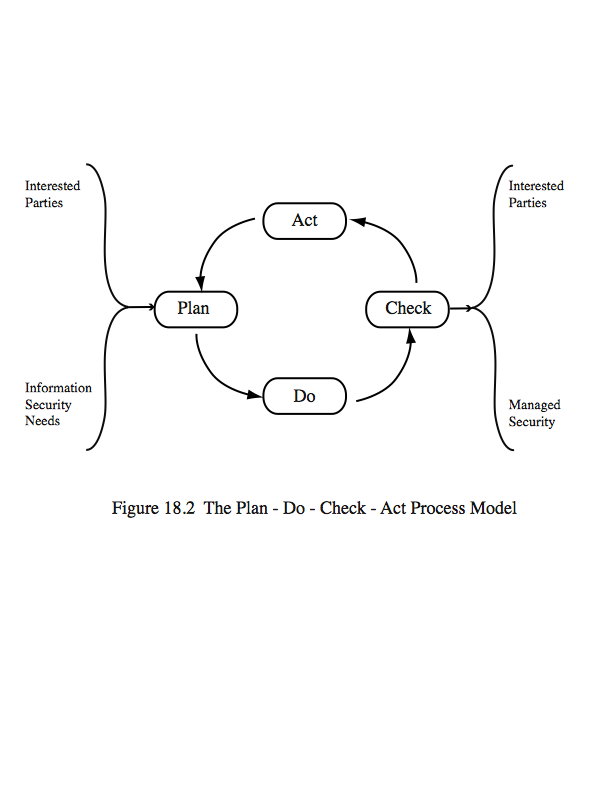 Interested
Parties
Interested
Parties
Act
Plan
Check
Do
Information
Security
Needs
Managed
Security
Figure 18.2 The Plan - Do - Check - Act Process Model